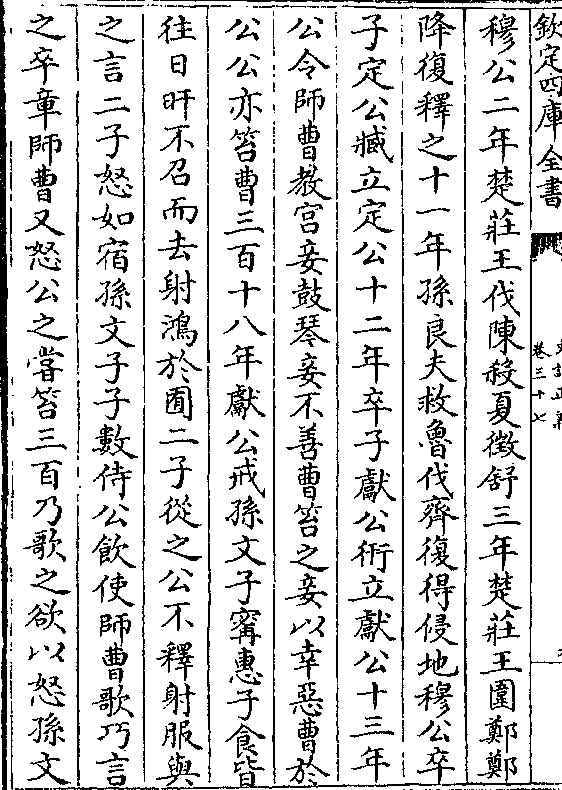 欽定四庫全書
史記正義
卷三十七
穆公二年楚莊王伐陳殺夏徵舒三年楚莊王圍鄭鄭
降復釋之十一年孫良夫救魯伐齊復得侵地穆公卒
子定公臧立定公十二年卒子獻公衎立獻公十三年
公令師曹教宫妾鼓琴妾不善曹笞之妾以幸惡曹於
公公亦笞曹三百十八年獻公戒孫文子甯惠子食皆
往日旰不召而去射鴻於囿二子從之公不釋射服與
之言二子怒如宿孫文子子數侍公飲使師曹歌巧言
之卒章師曹又怒公之嘗笞三百乃歌之欲以怒孫文